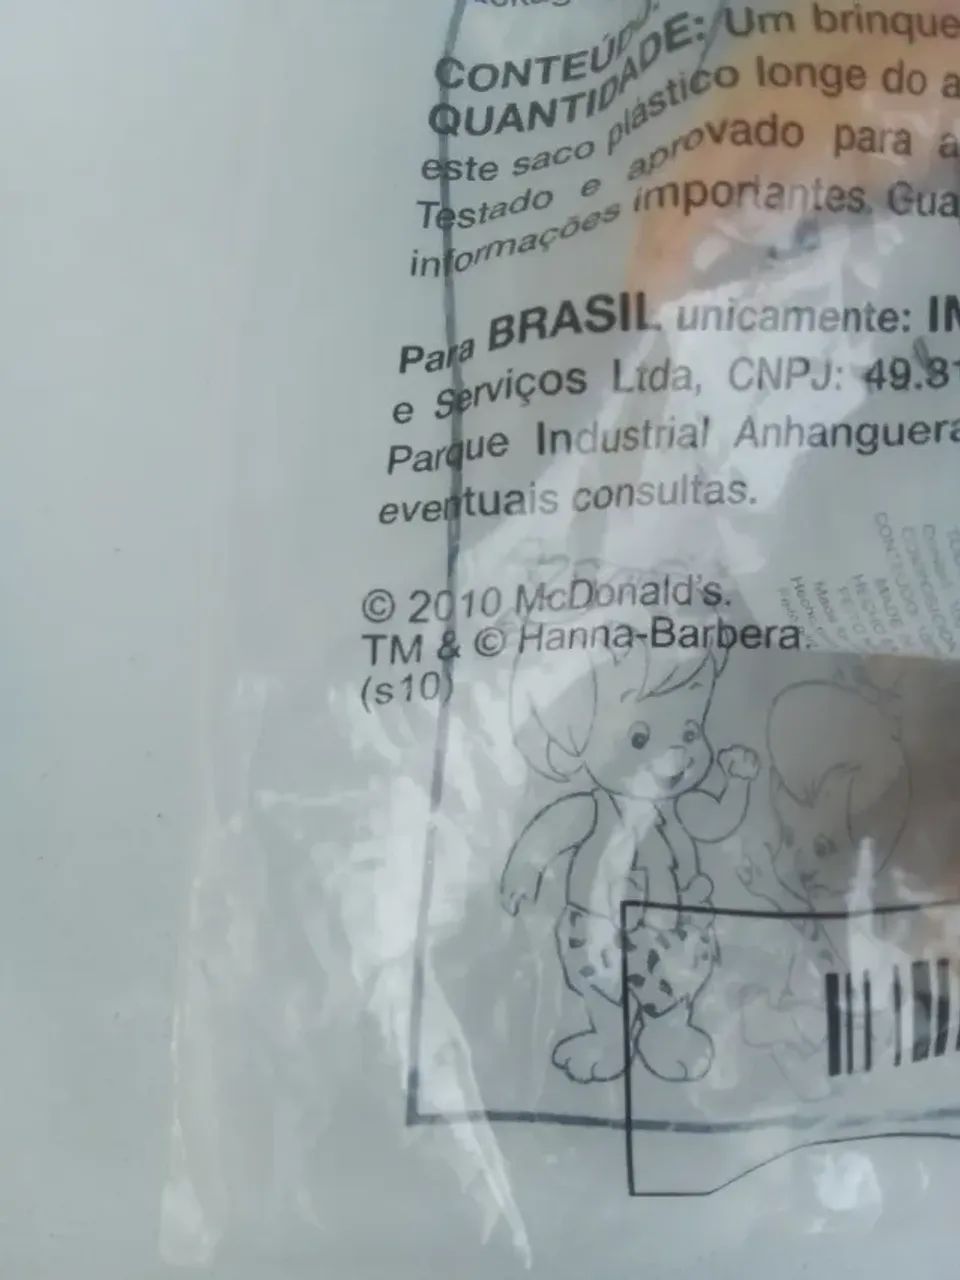 CONTEÚDO:
QUANTIDADE: Um brinque
este saco plástico longe do a
Testado e aprovado para a
informações importantes. Gua
Para BRASIL unicamente: IN
e Serviços Ltda, CNPJ: 49.81
Parque Industrial Anhanguera
eventuais consultas.
© 2010 McDonald's.
TM & © Hanna-Barbera.
(s10)